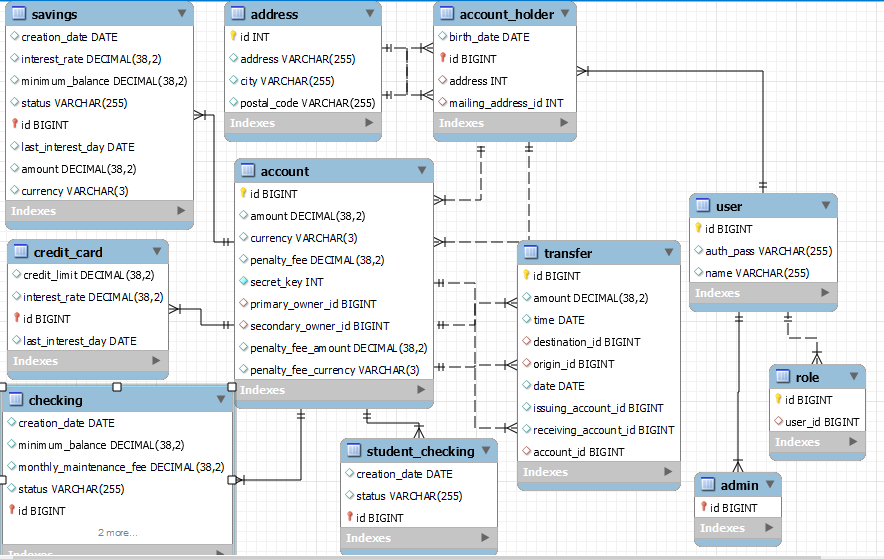 savings
creation_date DATE
interest_rate DECIMAL(38,2)
minimum_balance DECIMAL(38,2)
status VARCHAR(255)
id BIGINT
last_interest_day DATE
amount DECIMAL(38,2)
currency VARCHAR(3)
Indexes
address
id INT
address VARCHAR(255)
city VARCHAR(255)
postal_code VARCHAR(255)
Indexes
account_holder
birth_date DATE
id BIGINT
address INT
mailing_address_id INT
Indexes
account
id BIGINT
amount DECIMAL(38,2)
currency VARCHAR(3)
penalty_fee DECIMAL(38,2)
secret_key INT
primary_owner_id BIGINT
secondary_owner_id BIGINT
penalty_fee_amount DECIMAL(38,2)
penalty_fee_currency VARCHAR(3)
Indexes
user
id BIGINT
auth_pass VARCHAR(255)
name VARCHAR(255)
Indexes
credit_card
credit_limit DECIMAL(38,2)
interest_rate DECIMAL(38,2)
id BIGINT
last_interest_day DATE
Indexes
transfer
id BIGINT
amount DECIMAL(38,2)
time DATE
destination_id BIGINT
origin_id BIGINT
date DATE
issuing_account_id BIGINT
receiving_account_id BIGINT
account_id BIGINT
Indexes
role
id BIGINT
user_id BIGINT
Indexes
checking
creation_date DATE
minimum_balance DECIMAL(38,2)
monthly_maintenance_fee DECIMAL(38,2)
status VARCHAR(255)
id BIGINT
2 more...
Indexes
student_checking
creation_date DATE
status VARCHAR(255)
id BIGINT
Indexes
admin
id BIGINT
Indexes